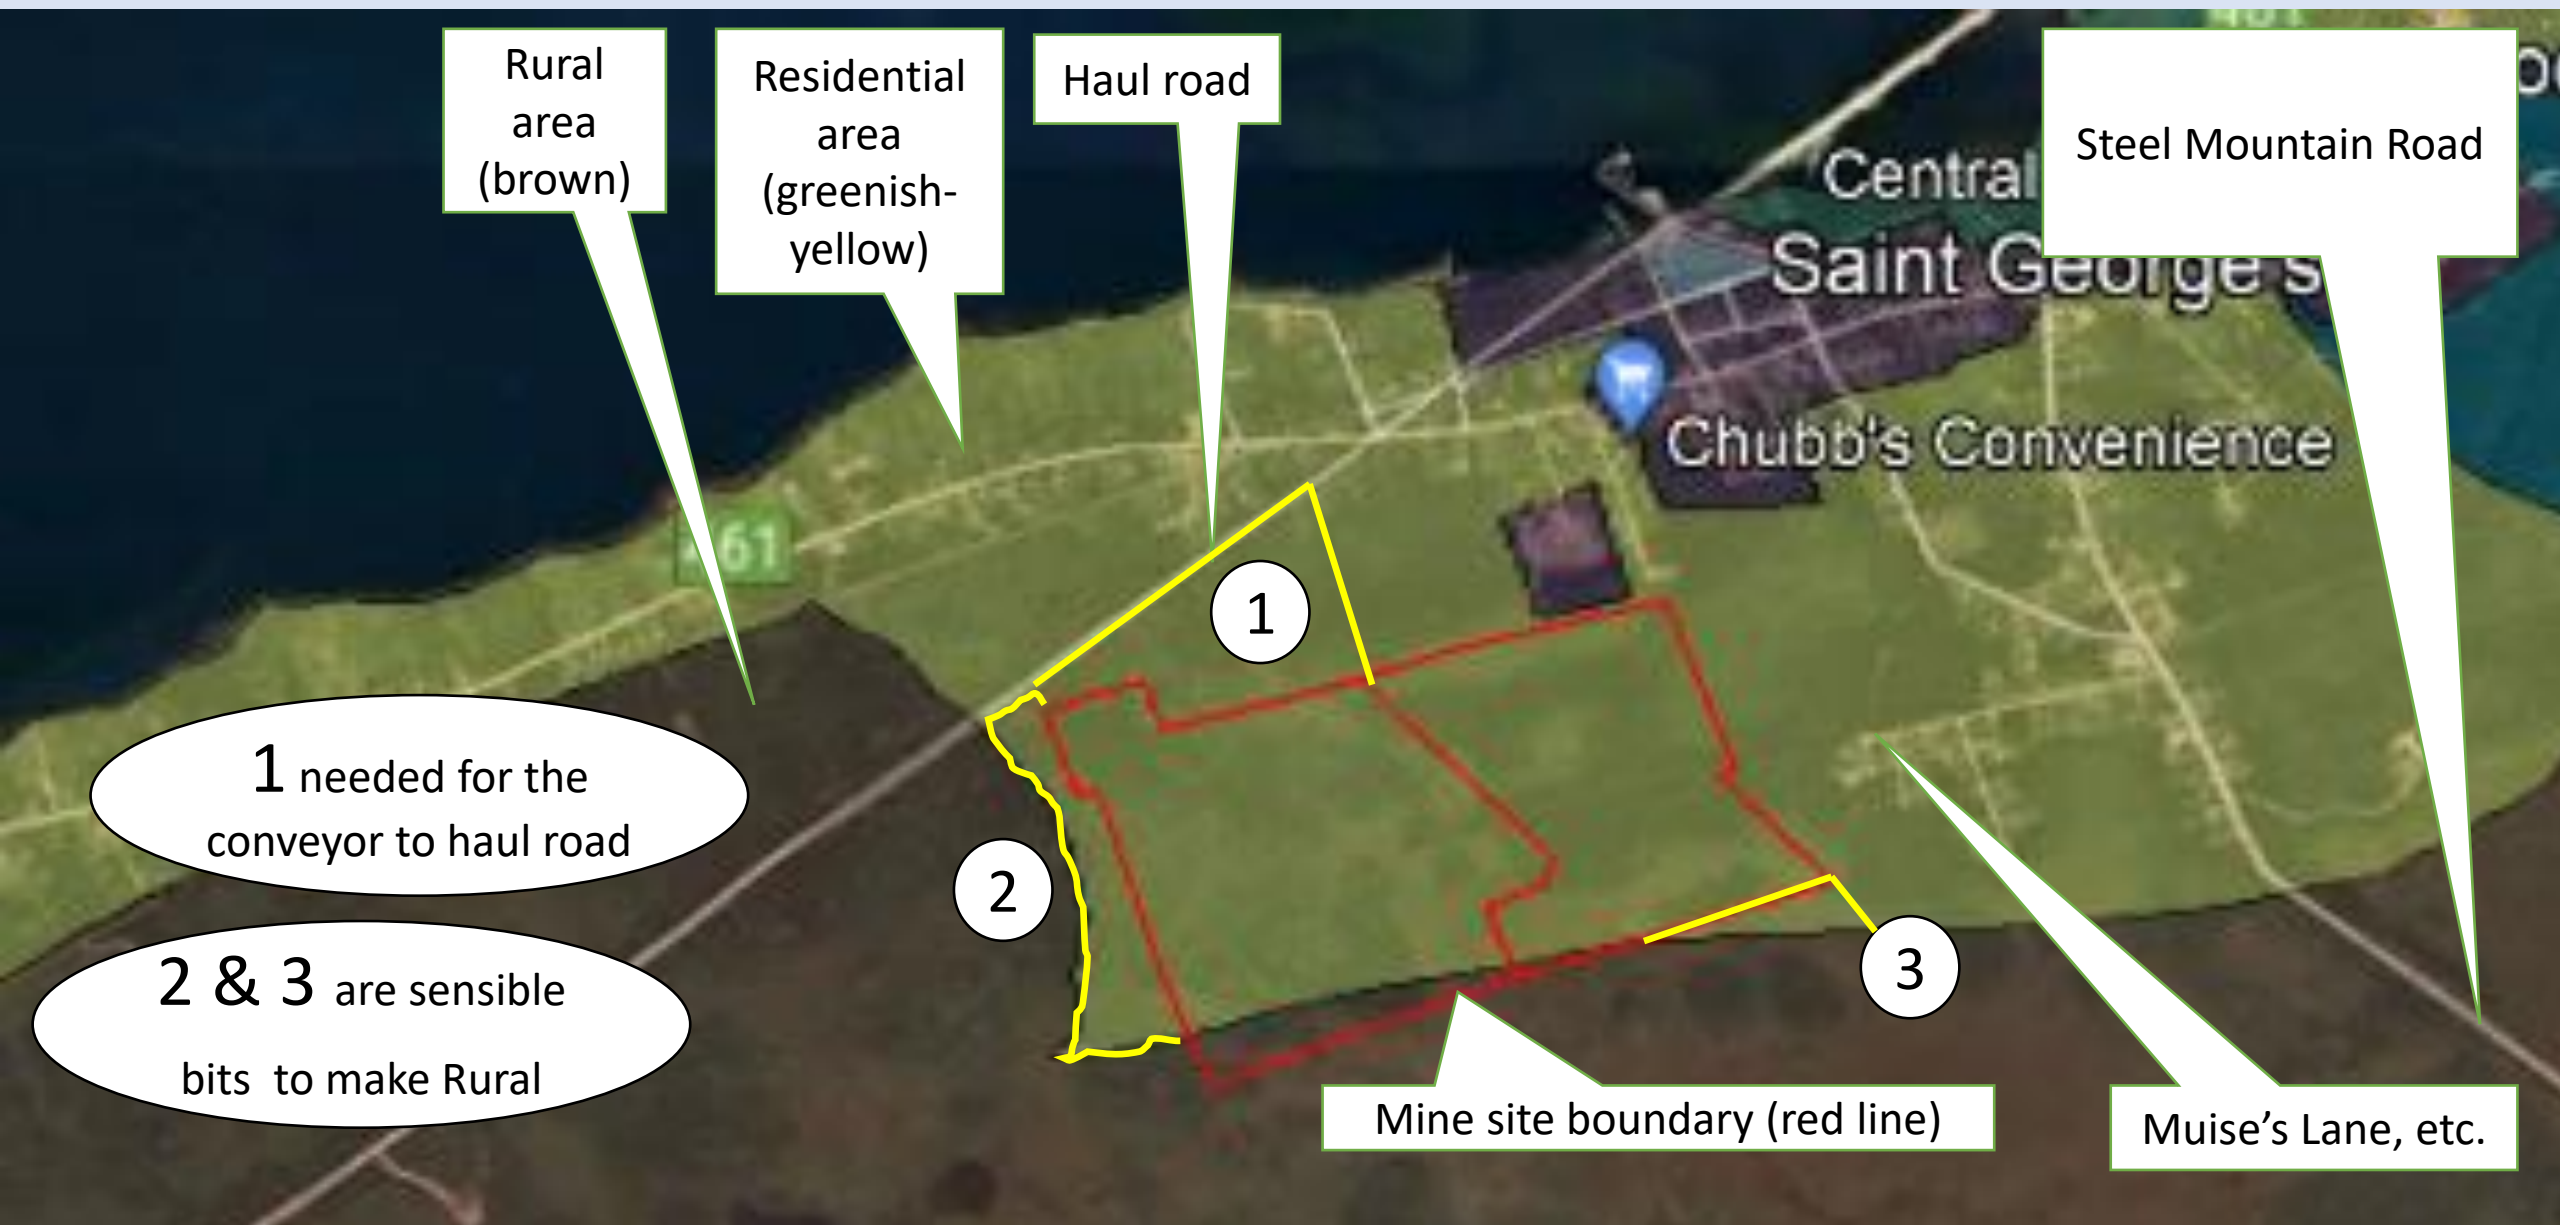 Rural
area
(brown)
Residential
area
(greenish-
yellow)
Haul road
Steel Mountain Road
461
Central
Saint George's
Chubb's Convenience
61
1
2
3
1 needed for the
conveyor to haul road
2 & 3 are sensible
bits to make Rural
Mine site boundary (red line)
Muise's Lane, etc.